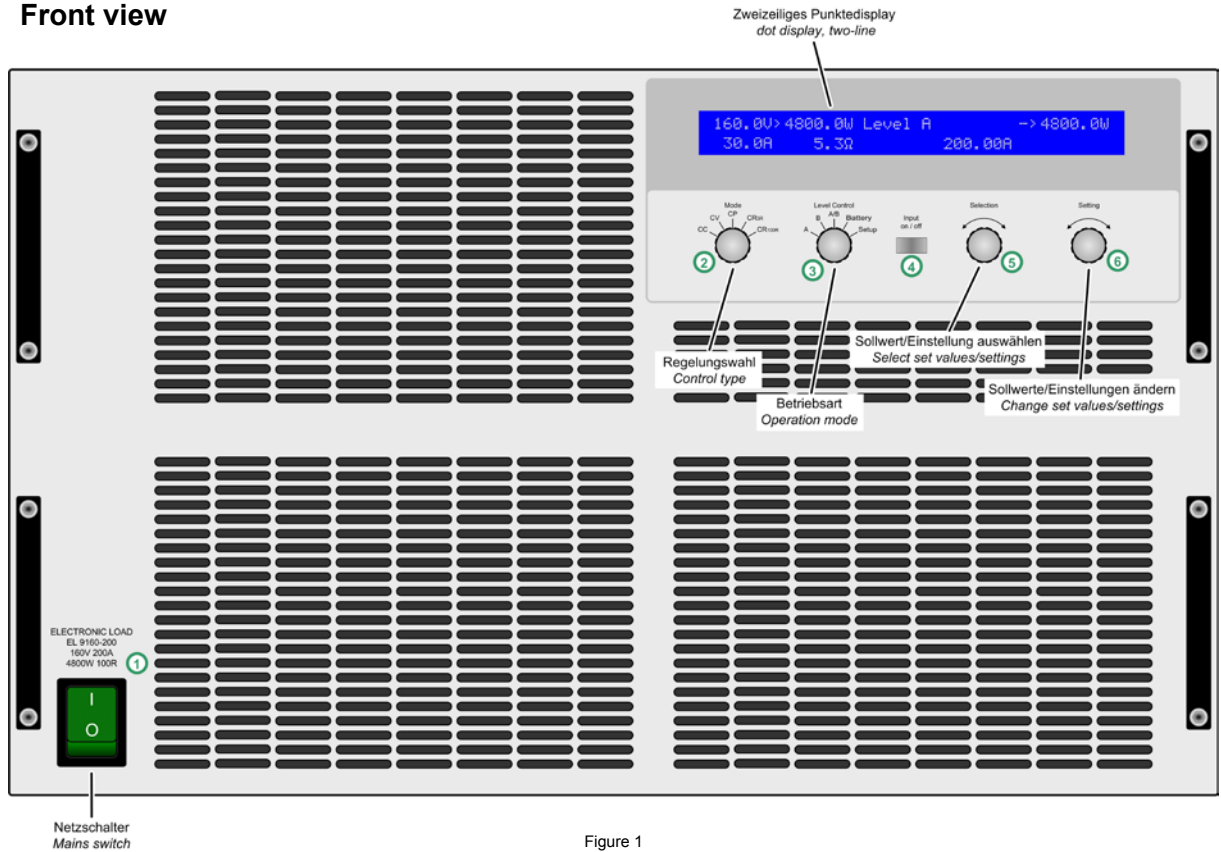 Front view
Zweizeiliges Punktedisplay
dot display, two-line
160.0V>4800.0W Level A ->4800.0W
30.0A 5.3Ω 200.00A
Mode
CC CV CP CR
Level Control
A B A/B Battery Setup
Input
on / off
Selection
Setting
2
3
4
5
6
Regelungswahl
Control type
Betriebsart
Operation mode
Sollwert/Einstellung auswählen
Select set values/settings
Sollwerte/Einstellungen ändern
Change set values/settings
ELECTRONIC LOAD
EL 9160-200
160V 200A
4800W 100R
1
I
O
Netzschalter
Mains switch
Figure 1